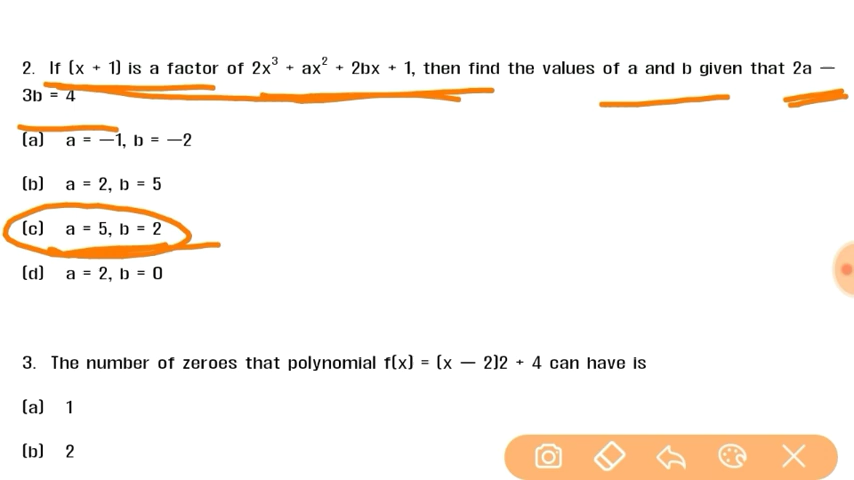 2. If (x + 1) is a factor of 2x³ + ax² + 2bx + 1, then find the values of a and b given that 2a —
3b = 4
(a) a = —1, b = —2
(b) a = 2, b = 5
(c) a = 5, b = 2
(d) a = 2, b = 0
3. The number of zeroes that polynomial f(x) = (x — 2)2 + 4 can have is
(a) 1
(b) 2